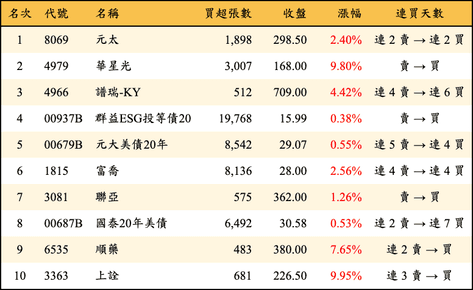 名次 代號 名稱 買超張數 收盤 漲幅 連買天數
1 8069 元太 1,898 298.50 2.40% 連 2 賣 → 連 2 買
2 4979 華星光 3,007 168.00 9.80% 賣 → 買
3 4966 譜瑞-KY 512 709.00 4.42% 連 4 賣 → 連 6 買
4 00937B 群益ESG投等債20 19,768 15.99 0.38% 賣 → 買
5 00679B 元大美債20年 8,542 29.07 0.55% 連 5 賣 → 連 4 買
6 1815 富喬 8,136 28.00 2.56% 連 4 賣 → 連 4 買
7 3081 聯亞 575 362.00 1.26% 賣 → 買
8 00687B 國泰20年美債 6,492 30.58 0.53% 連 2 賣 → 連 7 買
9 6535 順藥 483 380.00 7.65% 連 2 賣 → 買
10 3363 上詮 681 226.50 9.95% 連 3 賣 → 買